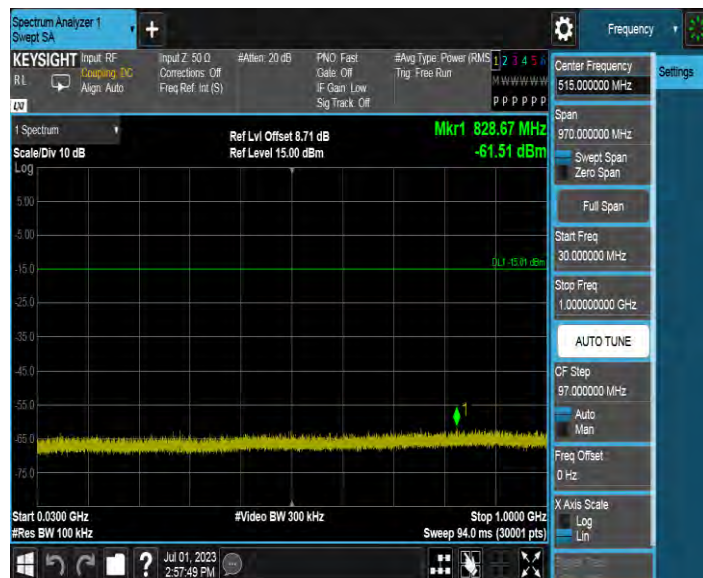 Spectrum Analyzer 1
Swept SA
Frequency
KEYSIGHT
Input: RF
Coupling: DC
Align: Auto
RL
Input Z: 50 Ω
Corrections: Off
Freq Ref: Int (S)
#Atten: 20 dB
PNO: Fast
Gate: Off
IF Gain: Low
Sig Track: Off
#Avg Type: Power (RMS
Trig: Free Run
1 2 3 4 5 6
M W W W W W
P P P P P P
Center Frequency
515.000000 MHz
Settings
Span
970.000000 MHz
Swept Span
Zero Span
Full Span
Start Freq
30.000000 MHz
Stop Freq
1.000000000 GHz
AUTO TUNE
CF Step
97.000000 MHz
Auto
Man
Freq Offset
0 Hz
X Axis Scale
Log
Lin
1 Spectrum
Scale/Div 10 dB
Ref Lvl Offset 8.71 dB
Ref Level 15.00 dBm
Mkr1 828.67 MHz
-61.51 dBm
Log
5.00
-5.00
-15.0
DL1 -15.01 dBm
-25.0
-35.0
-45.0
-55.0
1
-65.0
-75.0
Start 0.0300 GHz
#Res BW 100 kHz
#Video BW 300 kHz
Stop 1.0000 GHz
Sweep 94.0 ms (30001 pts)
?
Jul 01, 2023
2:57:49 PM